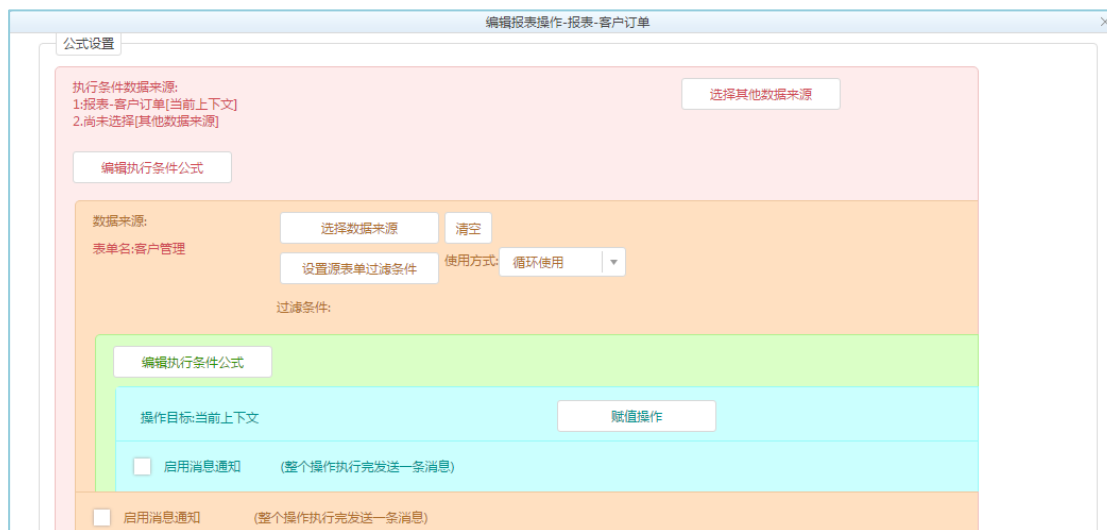 编辑报表操作-报表-客户订单
公式设置
执行条件数据来源:
选择其他数据来源
1:报表-客户订单[当前上下文]
2.尚未选择[其他数据来源]
编辑执行条件公式
数据来源: 选择数据来源 清空
表单名:客户管理
设置源表单过滤条件 使用方式: 循环使用
过滤条件:
编辑执行条件公式
操作目标:当前上下文 赋值操作
启用消息通知 (整个操作执行完发送一条消息)
启用消息通知 (整个操作执行完发送一条消息)